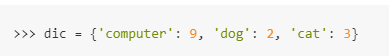 >>> dic = {'computer': 9, 'dog': 2, 'cat': 3}